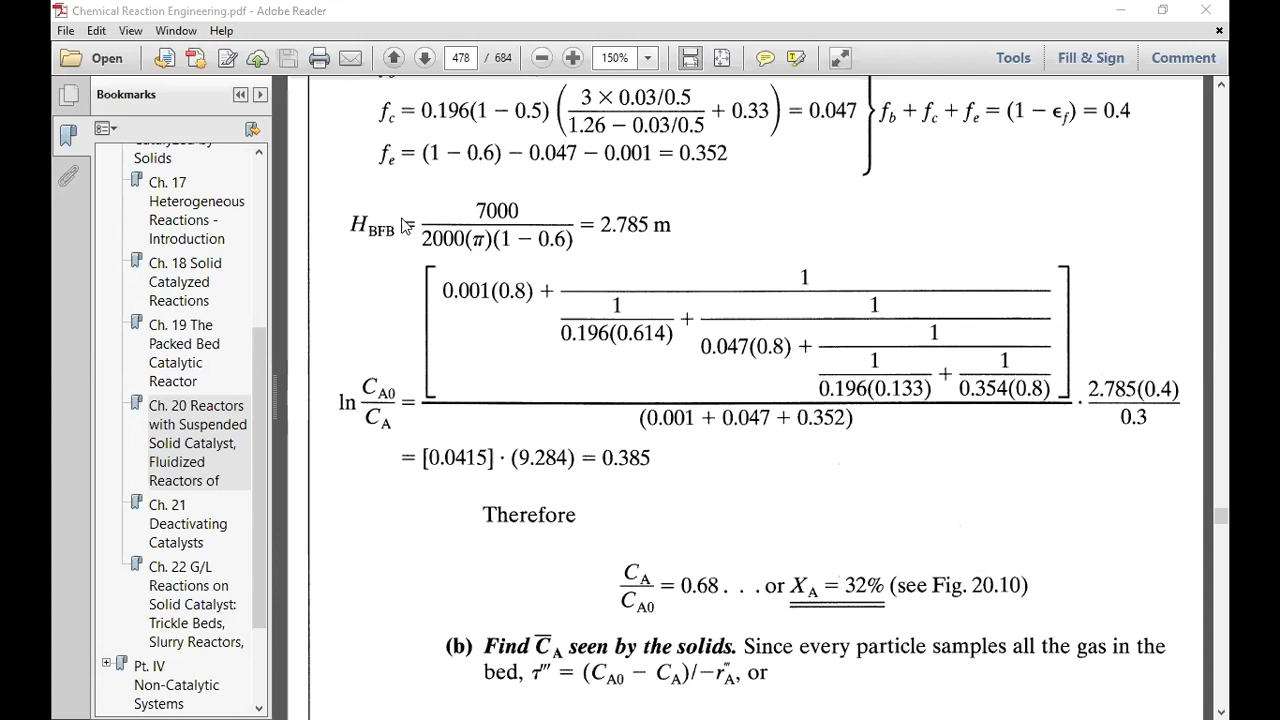 Chemical Reaction Engineering.pdf - Adobe Reader
File Edit View Window Help
Open 478 / 684 150% Tools Fill & Sign Comment
Bookmarks
Solids
Ch. 17
Heterogeneous
Reactions -
Introduction
Ch. 18 Solid
Catalyzed
Reactions
Ch. 19 The
Packed Bed
Catalytic
Reactor
Ch. 20 Reactors
with Suspended
Solid Catalyst,
Fluidized
Reactors of
Ch. 21
Deactivating
Catalysts
Ch. 22 G/L
Reactions on
Solid Catalyst:
Trickle Beds,
Slurry Reactors,
Pt. IV
Non-Catalytic
Systems
f_c = 0.196(1 − 0.5) ( (3 × 0.03/0.5) / (1.26 − 0.03/0.5) + 0.33 ) = 0.047 } f_b + f_c + f_e = (1 − ϵ_f) = 0.4
f_e = (1 − 0.6) − 0.047 − 0.001 = 0.352
H_BFB = 7000 / (2000(π)(1 − 0.6)) = 2.785 m
ln C_A0/C_A = [ 0.001(0.8) + 1 / ( 1/(0.196(0.614)) + 1 / ( 0.047(0.8) + 1 / ( 1/(0.196(0.133)) + 1/(0.354(0.8)) ) ) ) ] / (0.001 + 0.047 + 0.352) · 2.785(0.4) / 0.3
= [0.0415] · (9.284) = 0.385
Therefore
C_A/C_A0 = 0.68 . . . or X_A = 32% (see Fig. 20.10)
(b) Find C̅_A seen by the solids. Since every particle samples all the gas in the
bed, τ''' = (C_A0 − C_A)/−r'''_A, or